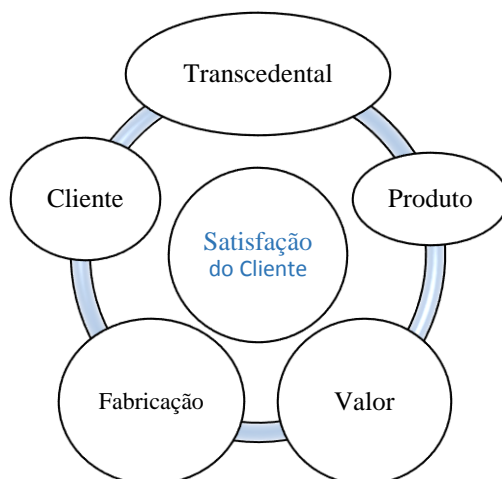 Transcedental
Cliente
Produto
Satisfação
do Cliente
Fabricação
Valor